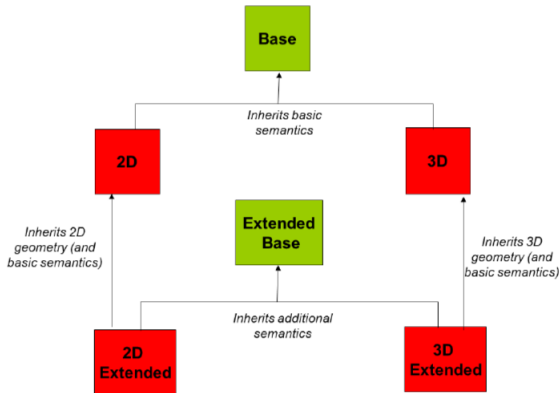 Base
Inherits basic
semantics
2D
3D
Inherits 2D
geometry (and
basic semantics)
Extended
Base
Inherits 3D
geometry (and
basic semantics)
Inherits additional
semantics
2D
Extended
3D
Extended